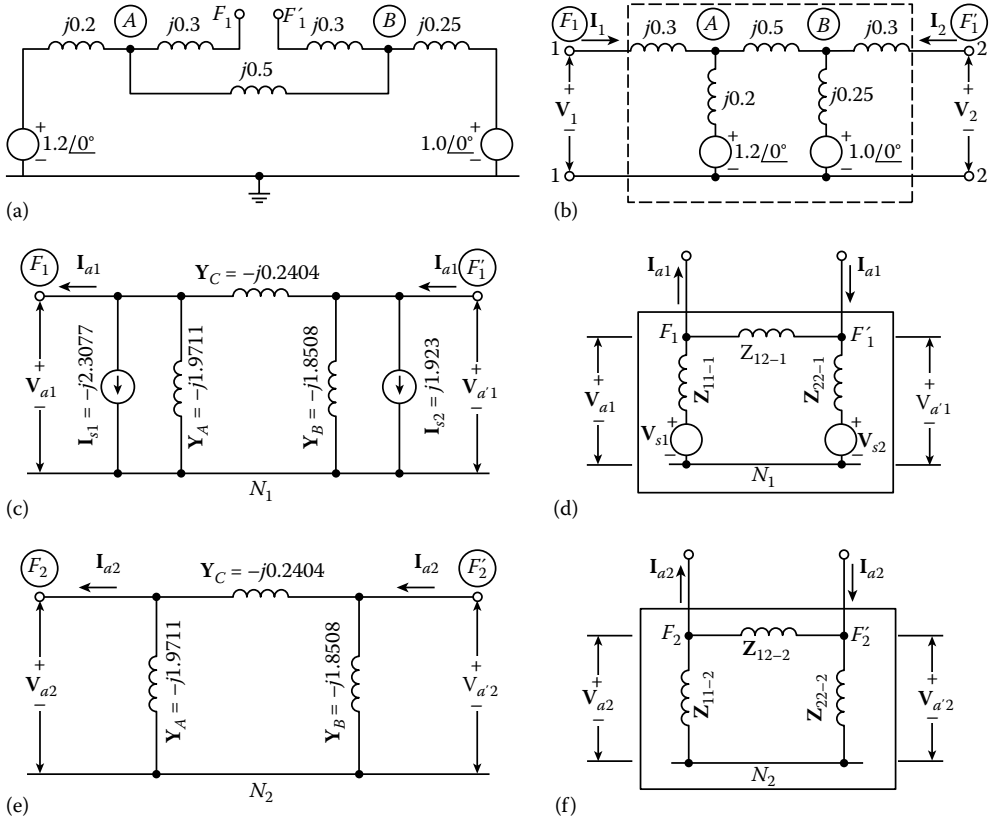 j0.2 A j0.3 F1 F′1 j0.3 B j0.25
j0.5
+ 1.2/0° −
+ 1.0/0° −
(a)
F1 I1 j0.3 A j0.5 B j0.3 I2 F′1
1 2
+ V1 −
j0.2 j0.25
+ V2 −
+ 1.2/0° −
+ 1.0/0° −
1 2
(b)
F1 Ia1 YC = −j0.2404 Ia1 F′1
+ Va1 −
Is1 = −j2.3077
YA = −j1.9711
YB = −j1.8508
Is2 = j1.923
+ Va′1 −
N1
(c)
Ia1 Ia1
F1 F′1
Z12−1
+ Va1 −
Z11−1
Z22−1
+ Va′1 −
Vs1 + −
+ − Vs2
N1
(d)
F2 Ia2 YC = −j0.2404 Ia2 F′2
+ Va2 −
YA = −j1.9711
YB = −j1.8508
+ Va′2 −
N2
(e)
Ia2 Ia2
F2 F′2
Z12−2
+ Va2 −
Z11−2
Z22−2
+ Va′2 −
N2
(f)